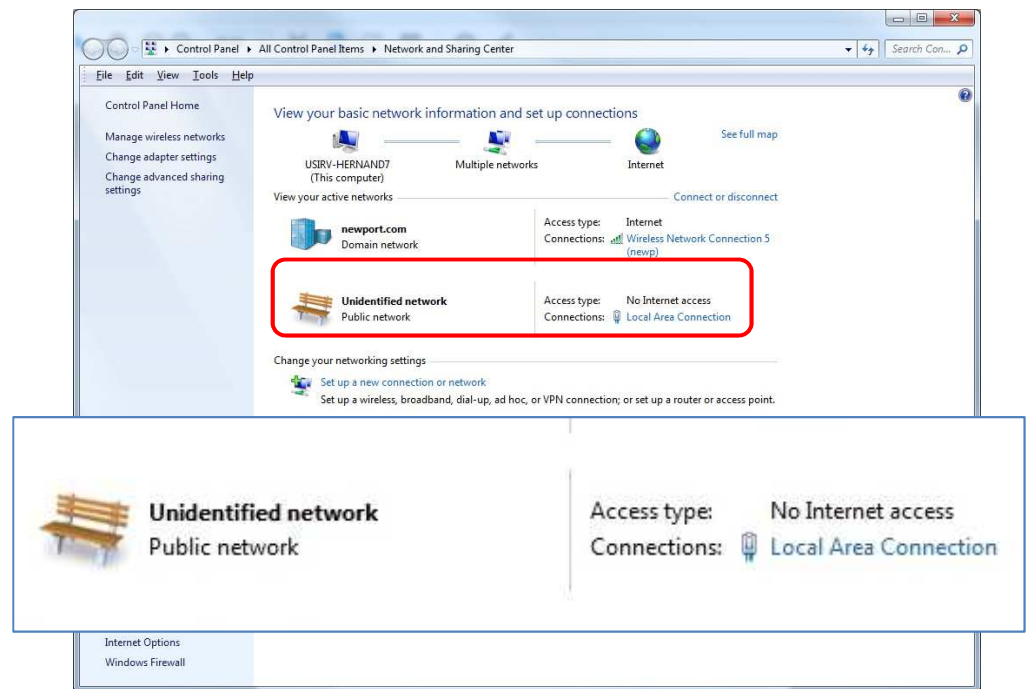 Control Panel ▸ All Control Panel Items ▸ Network and Sharing Center
Search Con...
File Edit View Tools Help
Control Panel Home
Manage wireless networks
Change adapter settings
Change advanced sharing
settings
View your basic network information and set up connections
See full map
USIRV-HERNAND7
(This computer)
Multiple networks
Internet
View your active networks
Connect or disconnect
newport.com
Domain network
Access type: Internet
Connections: Wireless Network Connection 5
(newp)
Unidentified network
Public network
Access type: No Internet access
Connections: Local Area Connection
Change your networking settings
Set up a new connection or network
Set up a wireless, broadband, dial-up, ad hoc, or VPN connection; or set up a router or access point.
Unidentified network
Public network
Access type: No Internet access
Connections: Local Area Connection
Internet Options
Windows Firewall